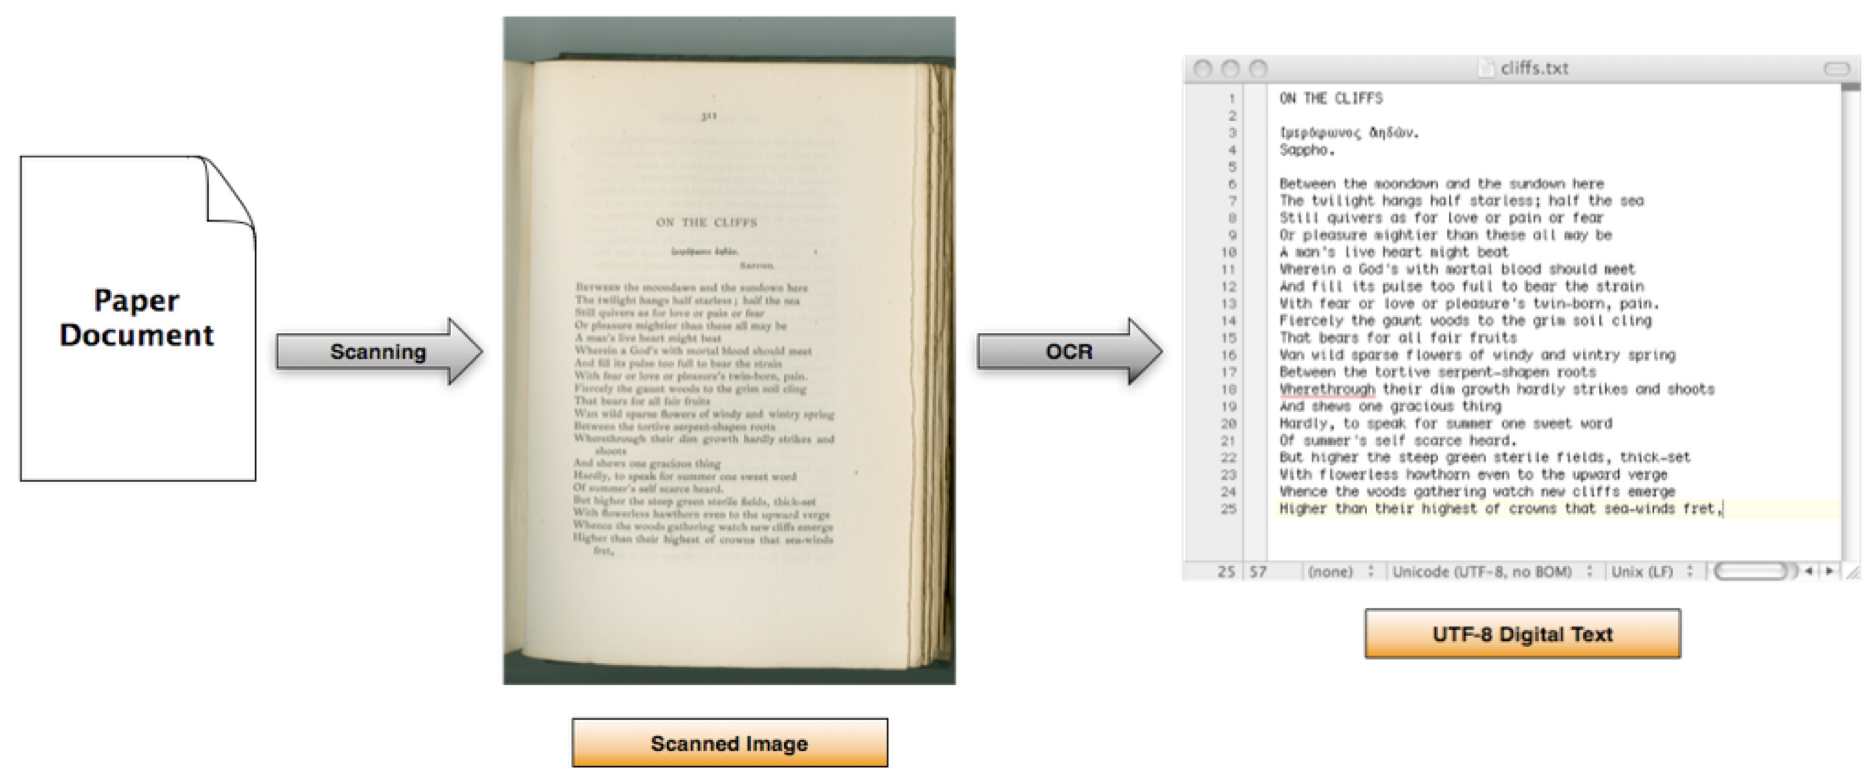 Paper
Document
Scanning
311
ON THE CLIFFS
ἱμερόφωνος ἀηδών.
SAPPHO.
BETWEEN the moondawn and the sundown here
The twilight hangs half starless; half the sea
Still quivers as for love or pain or fear
Or pleasure mightier than these all may be
A man's live heart might beat
Wherein a God's with mortal blood should meet
And fill its pulse too full to bear the strain
With fear or love or pleasure's twin-born, pain.
Fiercely the gaunt woods to the grim soil cling
That bears for all fair fruits
Wan wild sparse flowers of windy and wintry spring
Between the tortive serpent-shapen roots
Wherethrough their dim growth hardly strikes and
shoots
And shews one gracious thing
Hardly, to speak for summer one sweet word
Of summer's self scarce heard.
But higher the steep green sterile fields, thick-set
With flowerless hawthorn even to the upward verge
Whence the woods gathering watch new cliffs emerge
Higher than their highest of crowns that sea-winds
fret,
Scanned Image
OCR
cliffs.txt
1 ON THE CLIFFS
2
3 ἱμερόφωνος ἀηδών.
4 Sappho.
5
6 Between the moondawn and the sundown here
7 The twilight hangs half starless; half the sea
8 Still quivers as for love or pain or fear
9 Or pleasure mightier than these all may be
10 A man's live heart might beat
11 Wherein a God's with mortal blood should meet
12 And fill its pulse too full to bear the strain
13 With fear or love or pleasure's twin-born, pain.
14 Fiercely the gaunt woods to the grim soil cling
15 That bears for all fair fruits
16 Wan wild sparse flowers of windy and wintry spring
17 Between the tortive serpent-shapen roots
18 Wherethrough their dim growth hardly strikes and shoots
19 And shews one gracious thing
20 Hardly, to speak for summer one sweet word
21 Of summer's self scarce heard.
22 But higher the steep green sterile fields, thick-set
23 With flowerless hawthorn even to the upward verge
24 Whence the woods gathering watch new cliffs emerge
25 Higher than their highest of crowns that sea-winds fret,
25 57 (none) Unicode (UTF-8, no BOM) Unix (LF)
UTF-8 Digital Text